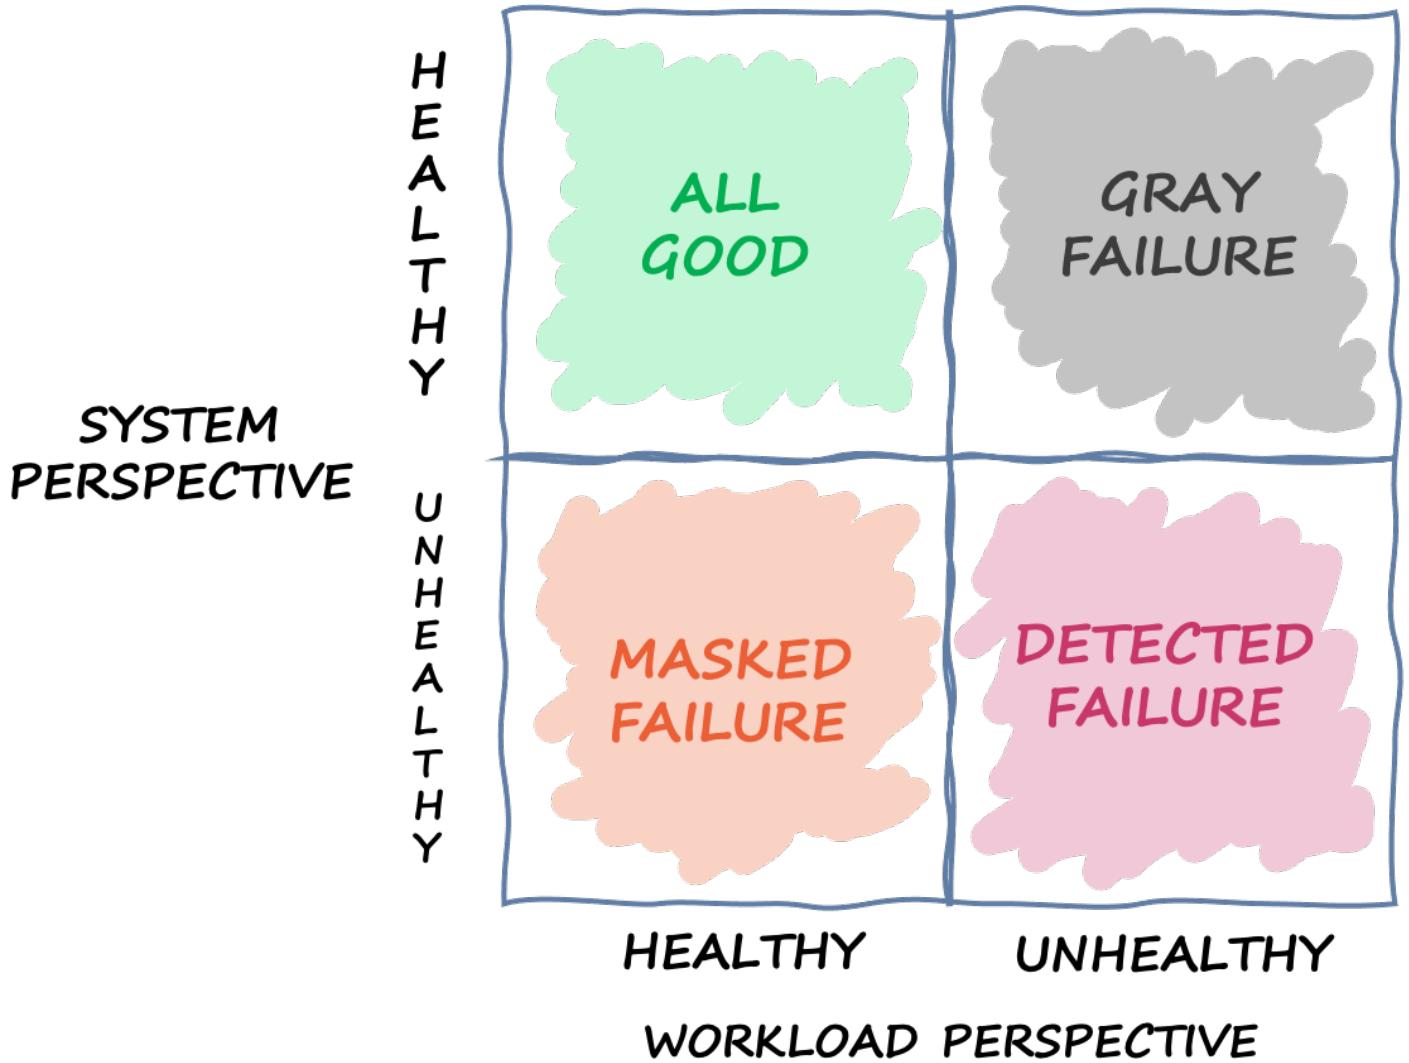 HEALTHY
ALL
GOOD
GRAY
FAILURE
SYSTEM
PERSPECTIVE
UNHEALTHY
MASKED
FAILURE
DETECTED
FAILURE
HEALTHY
UNHEALTHY
WORKLOAD PERSPECTIVE